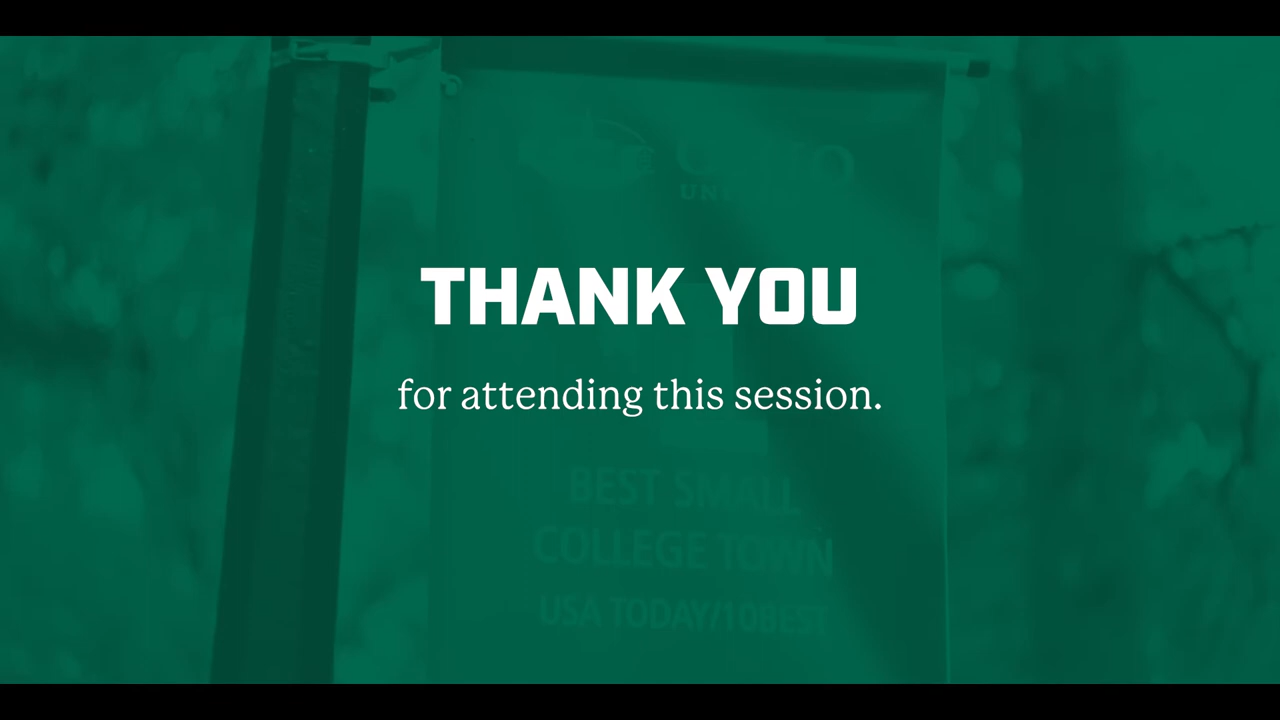 THANK YOU
for attending this session.
BEST SMALL
COLLEGE TOWN
USA TODAY/10BEST